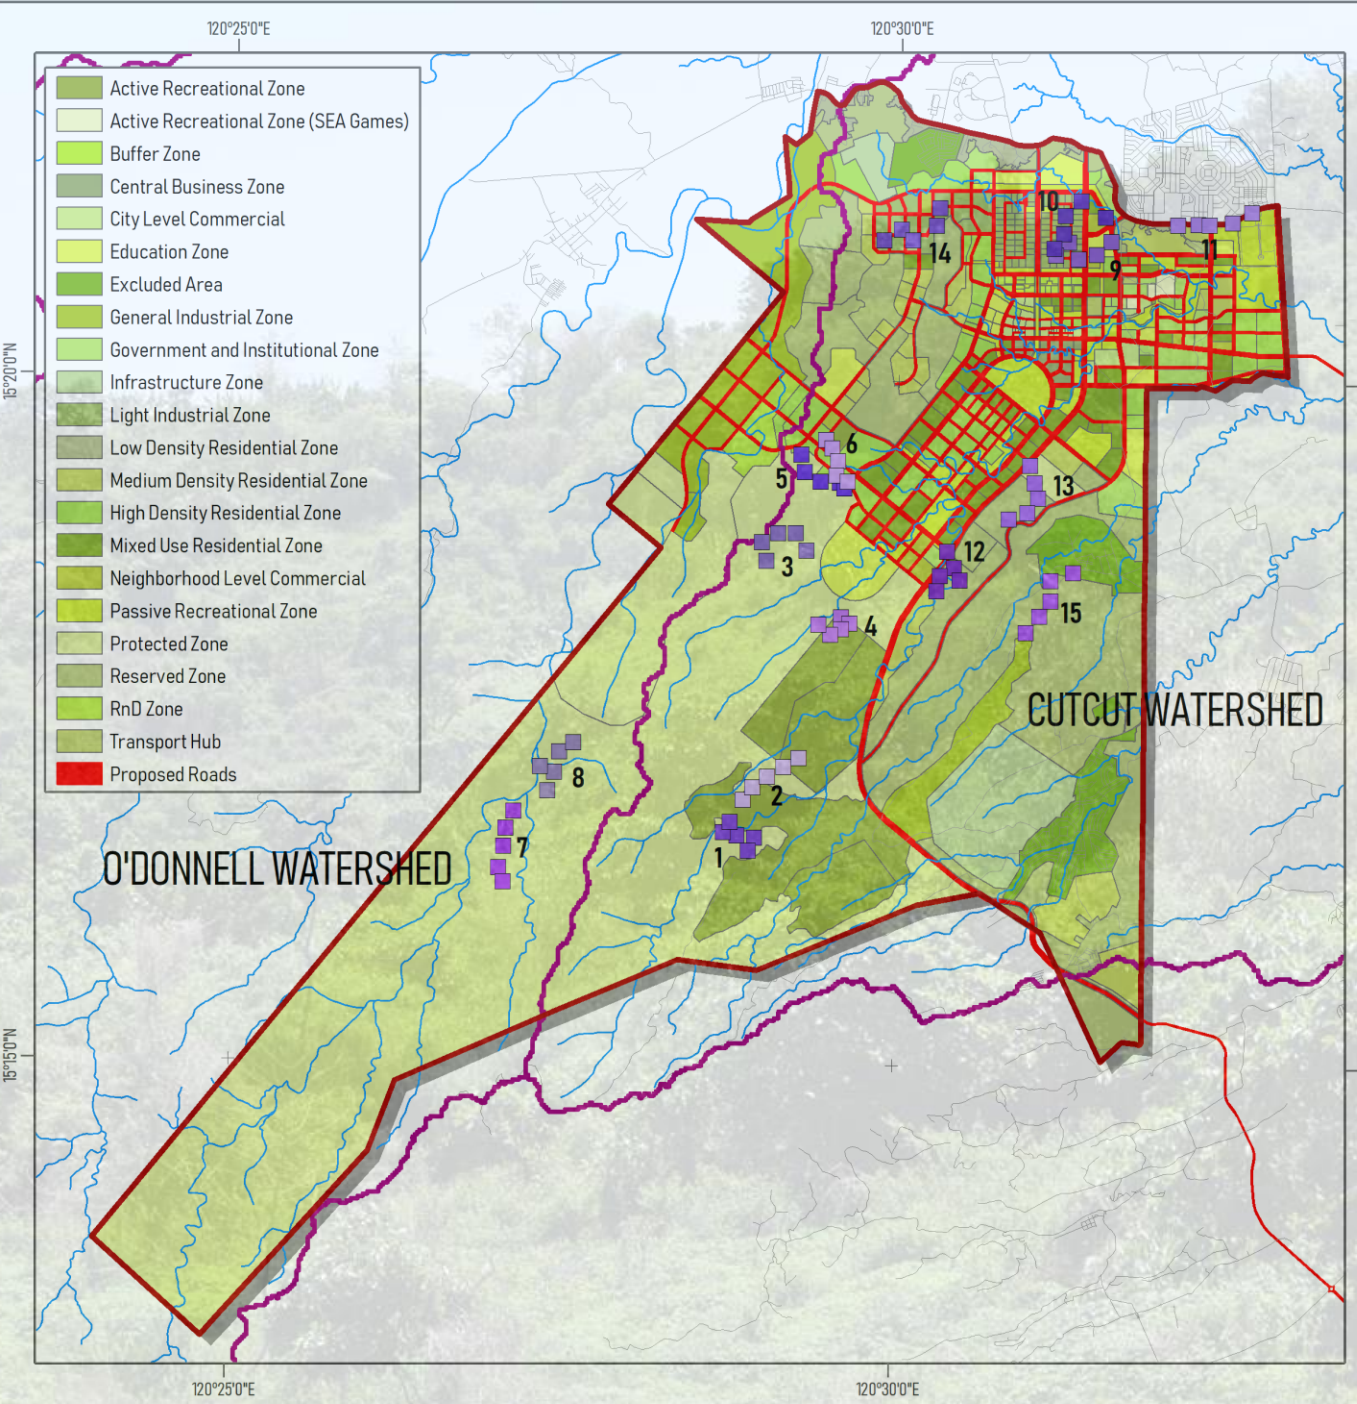 120°25'0"E
120°30'0"E
Active Recreational Zone
Active Recreational Zone (SEA Games)
Buffer Zone
Central Business Zone
City Level Commercial
Education Zone
Excluded Area
General Industrial Zone
Government and Institutional Zone
Infrastructure Zone
Light Industrial Zone
Low Density Residential Zone
Medium Density Residential Zone
High Density Residential Zone
Mixed Use Residential Zone
Neighborhood Level Commercial
Passive Recreational Zone
Protected Zone
Reserved Zone
RnD Zone
Transport Hub
Proposed Roads
15°20'0"N
10
14
9
11
6
5
13
3
12
4
15
CUTCUT WATERSHED
8
2
7
1
O'DONNELL WATERSHED
15°15'0"N
120°25'0"E
120°30'0"E